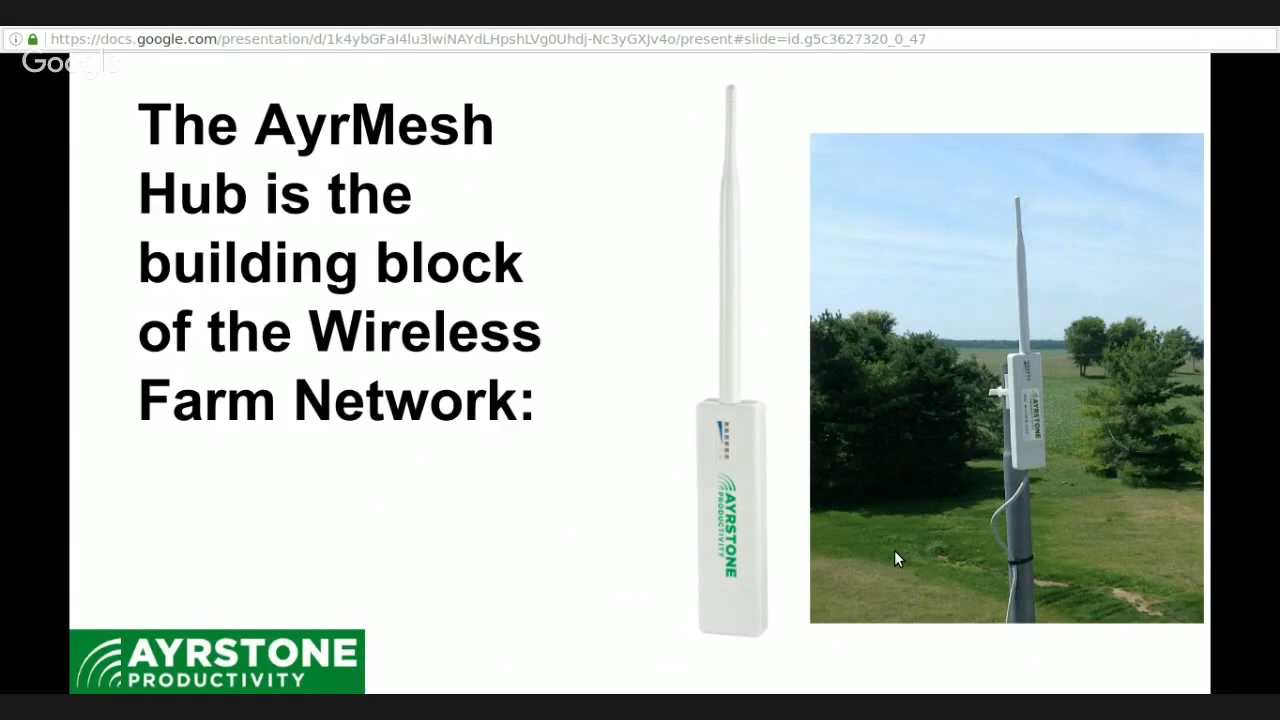 https://docs.google.com/presentation/d/1k4ybGFaI4lu3lwiNAYdLHpshLVg0Uhdj-Nc3yGXJv4o/present#slide=id.g5c3627320_0_47
Google
The AyrMesh
Hub is the
building block
of the Wireless
Farm Network:
AYRSTONE
PRODUCTIVITY
AYRSTONE
AYRSTONE
PRODUCTIVITY